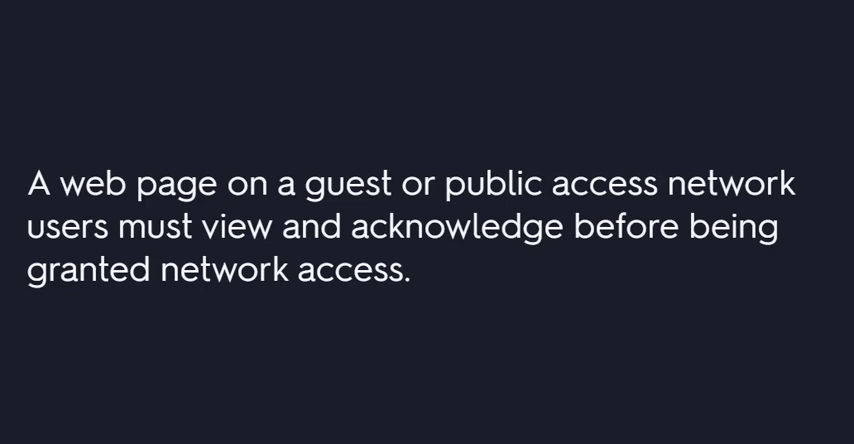 A web page on a guest or public access network
users must view and acknowledge before being
granted network access.